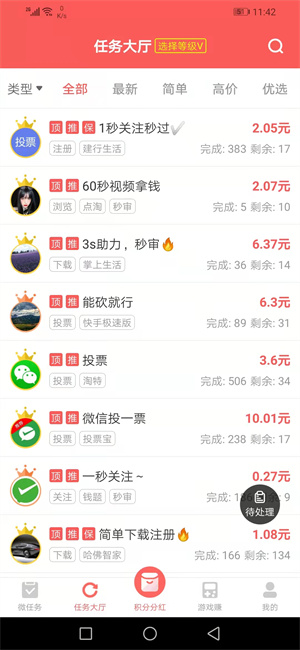 36 0 K/s 11:42
任务大厅 选择等级V
类型 全部 最新 简单 高价 优选
投票 顶 推 保 1秒关注秒过 2.05元
注册 建行生活 完成: 383 剩余: 17
顶 推 60秒视频拿钱 2.07元
浏览 点淘 秒审 完成: 5 剩余: 10
顶 推 3s助力，秒审 6.37元
下载 掌上生活 完成: 36 剩余: 14
顶 推 能砍就行 6.3元
投票 快手极速版 完成: 89 剩余: 31
顶 推 投票 3.6元
投票 淘特 完成: 506 剩余: 34
顶 推 微信投一票 10.01元
投票 投票宝 完成: 238 剩余: 17
顶 推 一秒关注～ 0.27元
关注 钱题 秒审
待处理
顶 推 保 简单下载注册 1.08元
下载 哈佛智家 完成: 166 剩余: 134
微任务 任务大厅 积分分红 游戏赚 我的